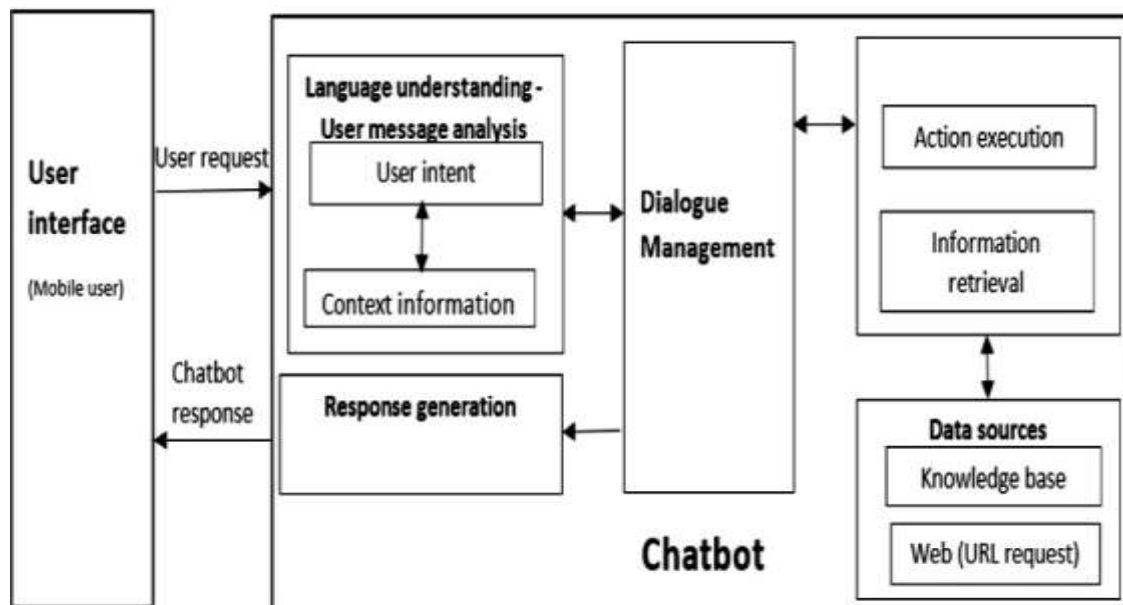 User
interface
(Mobile user)
User request
Chatbot
response
Language understanding -
User message analysis
User intent
Context information
Response generation
Dialogue
Management
Action execution
Information
retrieval
Data sources
Knowledge base
Web (URL request)
Chatbot